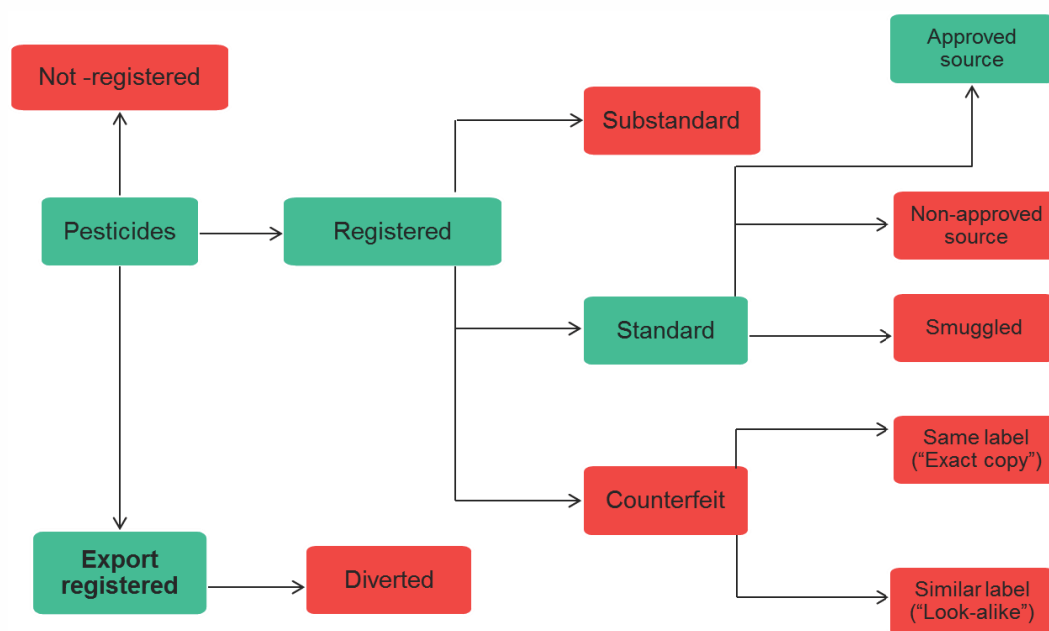 Approved
source
Not -registered
Substandard
Pesticides
Registered
Non-approved
source
Standard
Smuggled
Same label
(“Exact copy”)
Counterfeit
Export
registered
Diverted
Similar label
(“Look-alike”)